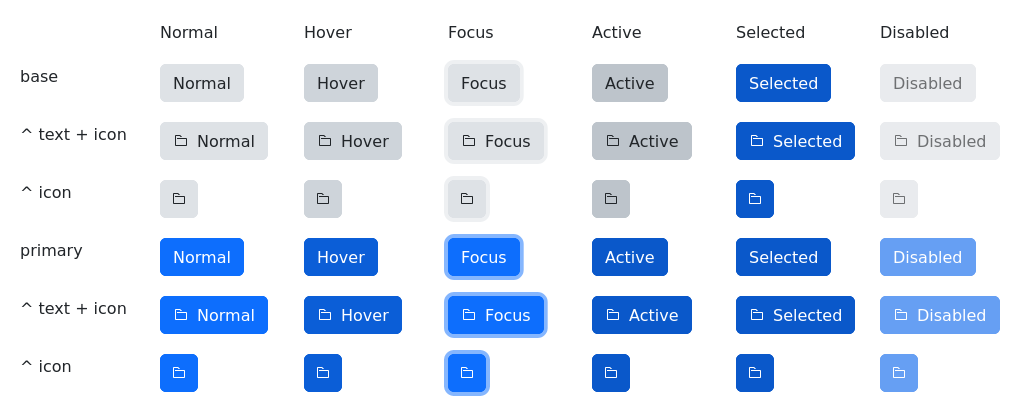 Normal Hover Focus Active Selected Disabled
base Normal Hover Focus Active Selected Disabled
^ text + icon Normal Hover Focus Active Selected Disabled
^ icon
primary Normal Hover Focus Active Selected Disabled
^ text + icon Normal Hover Focus Active Selected Disabled
^ icon